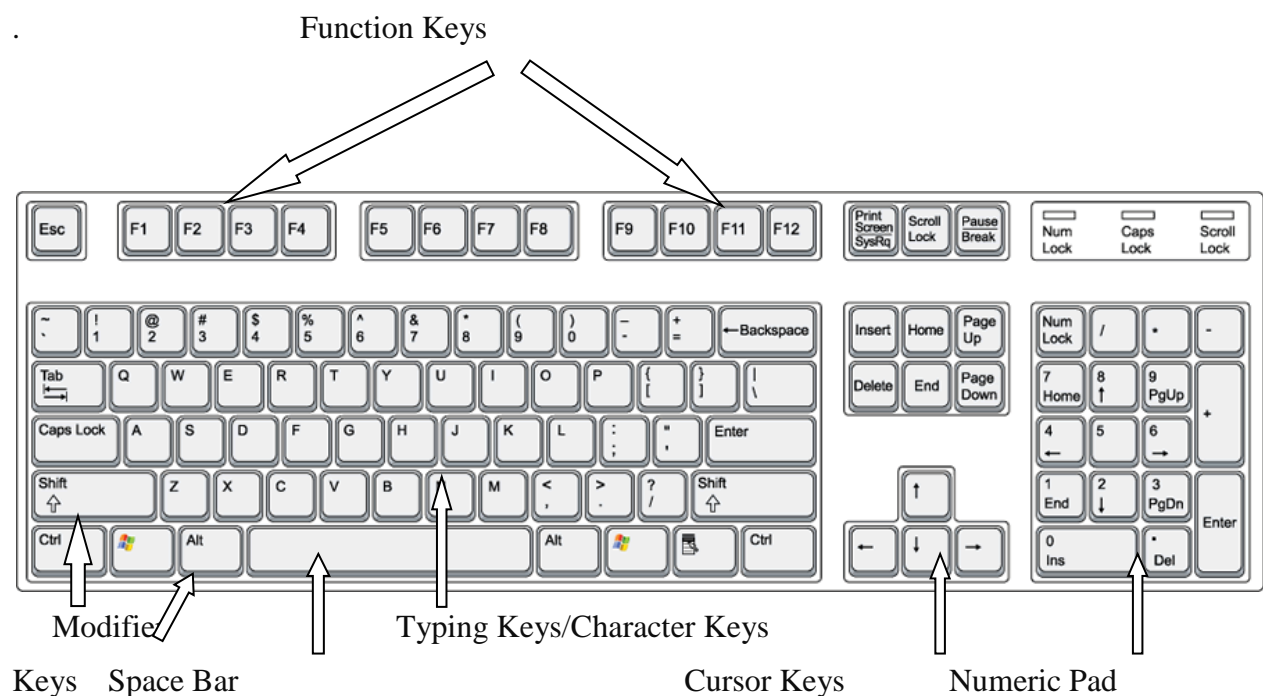 . Function Keys
Esc F1 F2 F3 F4 F5 F6 F7 F8 F9 F10 F11 F12 Print Screen SysRq Scroll Lock Pause Break Num Lock Caps Lock Scroll Lock
~ ` ! 1 @ 2 # 3 $ 4 % 5 ^ 6 & 7 * 8 ( 9 ) 0 _ - + = ←Backspace Insert Home Page Up Num Lock / * -
Tab Q W E R T Y U I O P { [ } ] | \ Delete End Page Down 7 Home 8 ↑ 9 PgUp +
Caps Lock A S D F G H J K L : ; " ' Enter 4 ← 5 6 →
Shift Z X C V B M < , > . ? / Shift ↑ 1 End 2 ↓ 3 PgDn Enter
Ctrl Alt Alt Ctrl ← ↓ → 0 Ins . Del
Typing Keys/Character Keys
Keys Space Bar Cursor Keys Numeric Pad